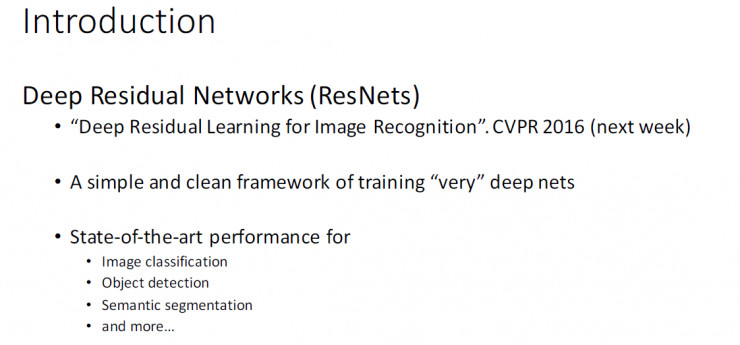 Introduction
Deep Residual Networks (ResNets)
• “Deep Residual Learning for Image Recognition”. CVPR 2016 (next week)
• A simple and clean framework of training “very” deep nets
• State-of-the-art performance for
• Image classification
• Object detection
• Semantic segmentation
• and more…